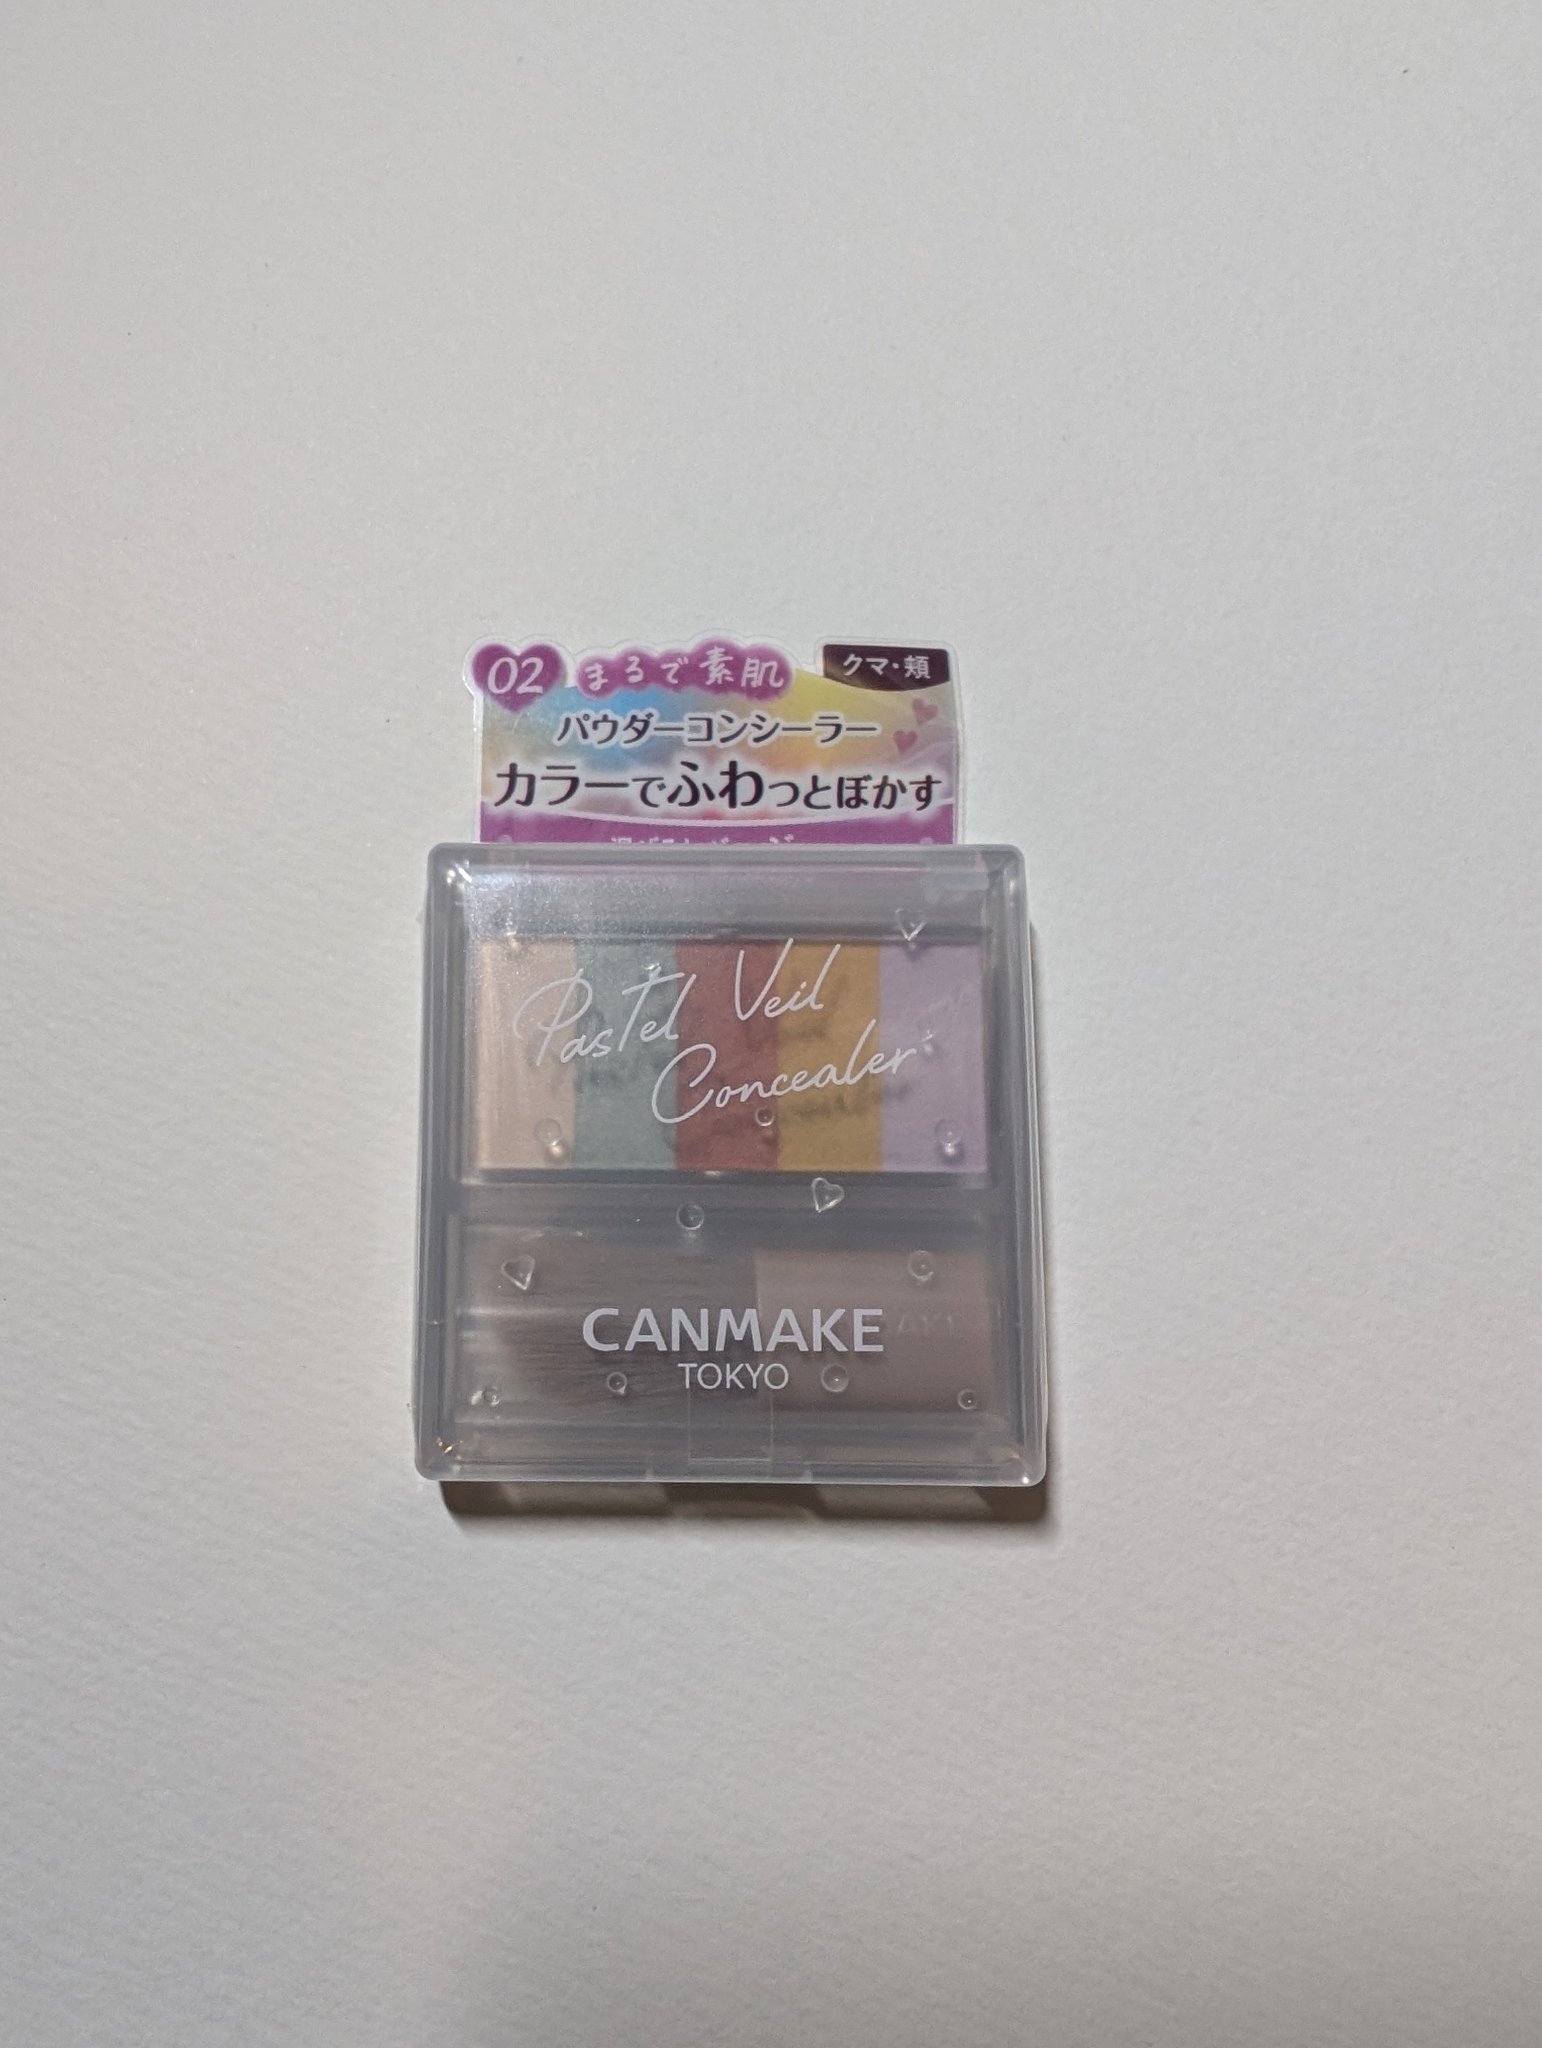 02 まるで素肌 クマ・頬
パウダーコンシーラー
カラーでふわっとぼかす
Pastel Veil
Concealer
CANMAKE
TOKYO